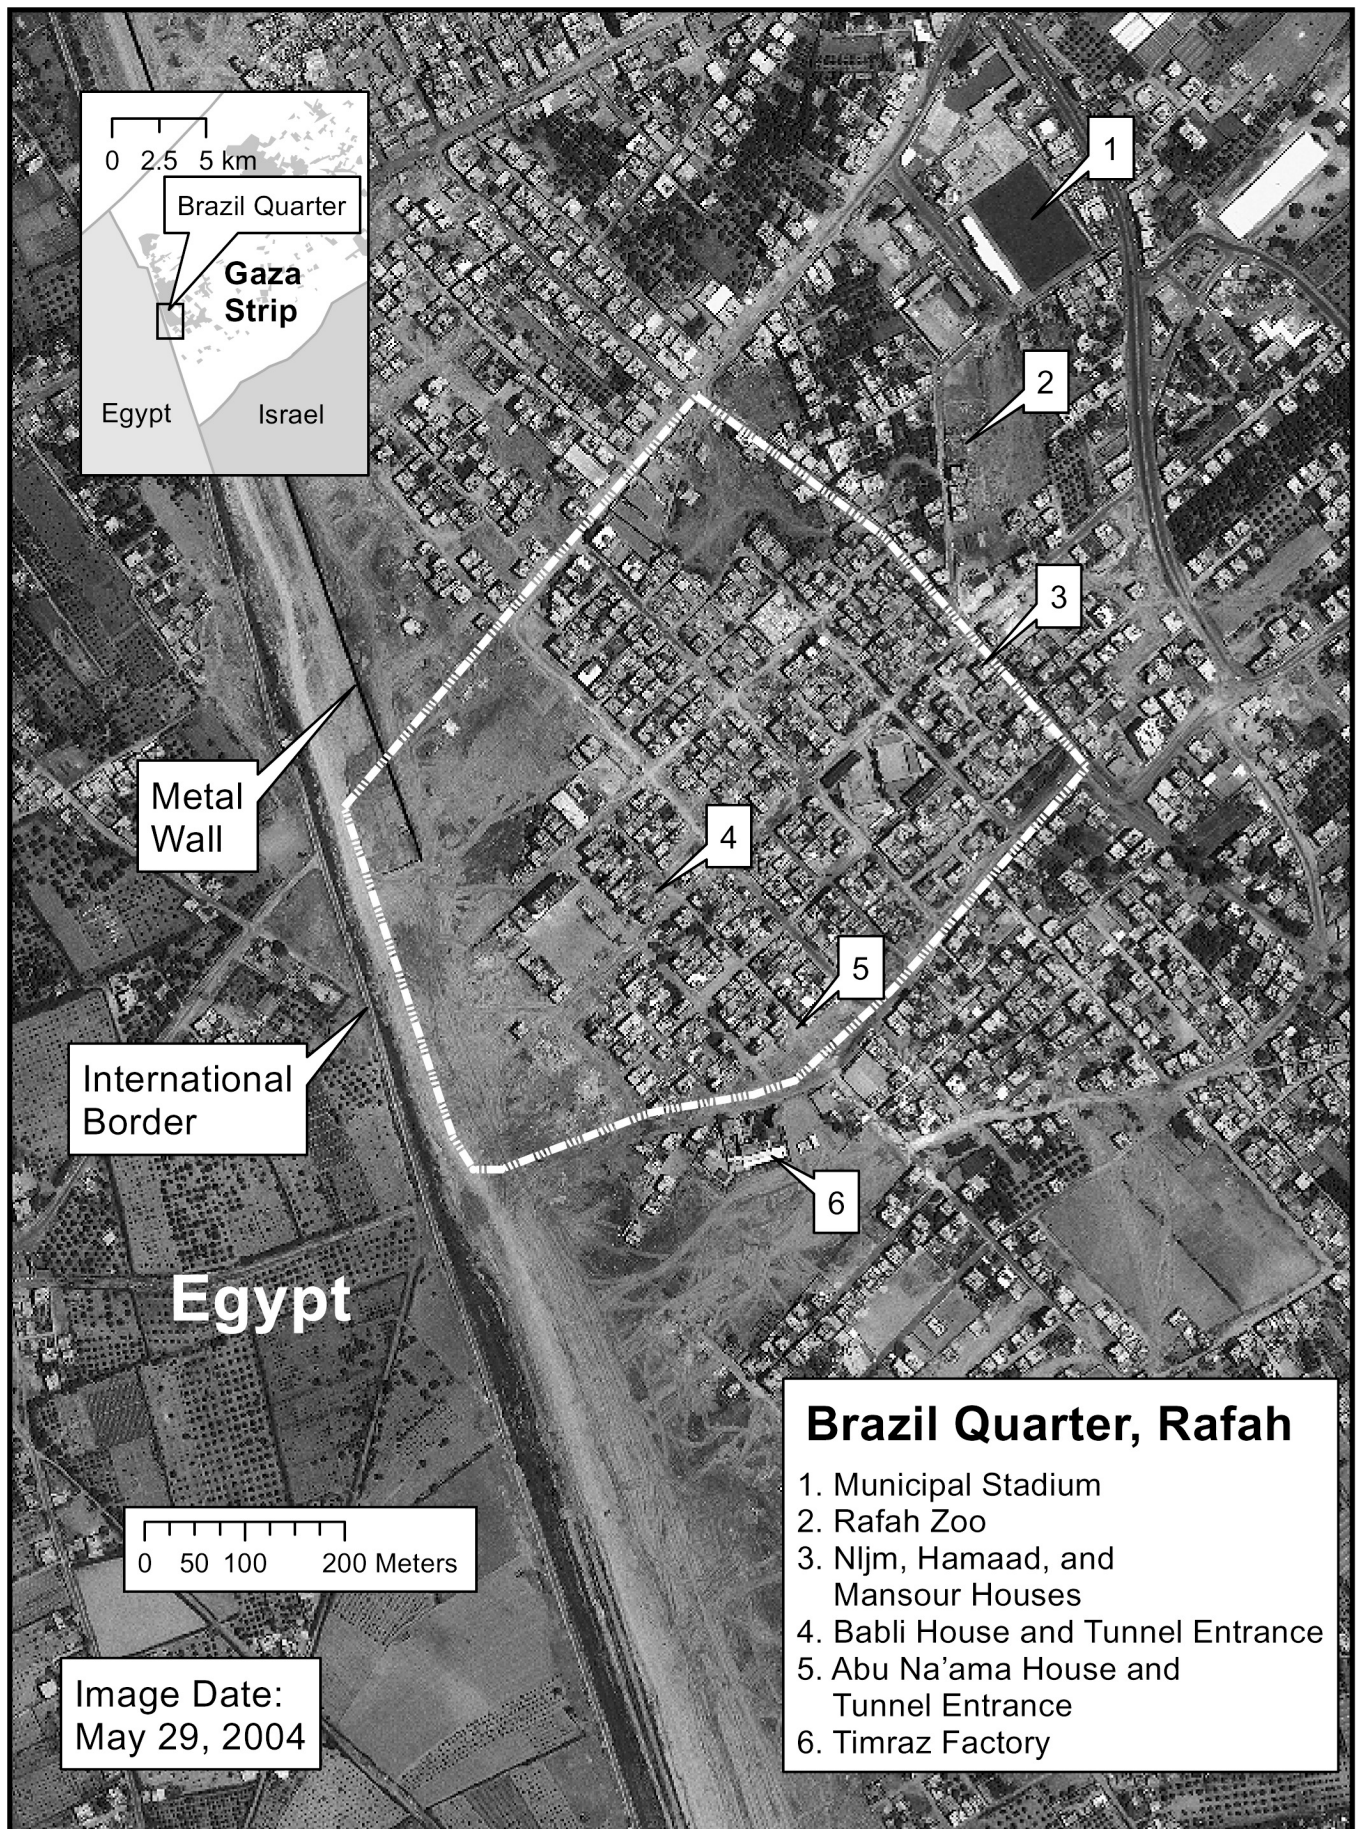 0 2.5 5 km
Brazil Quarter
Gaza
Strip
Egypt
Israel
1
2
3
Metal
Wall
4
5
International
Border
6
Egypt
Brazil Quarter, Rafah
1. Municipal Stadium
2. Rafah Zoo
3. Nljm, Hamaad, and
Mansour Houses
4. Babli House and Tunnel Entrance
5. Abu Na’ama House and
Tunnel Entrance
6. Timraz Factory
0 50 100 200 Meters
Image Date:
May 29, 2004